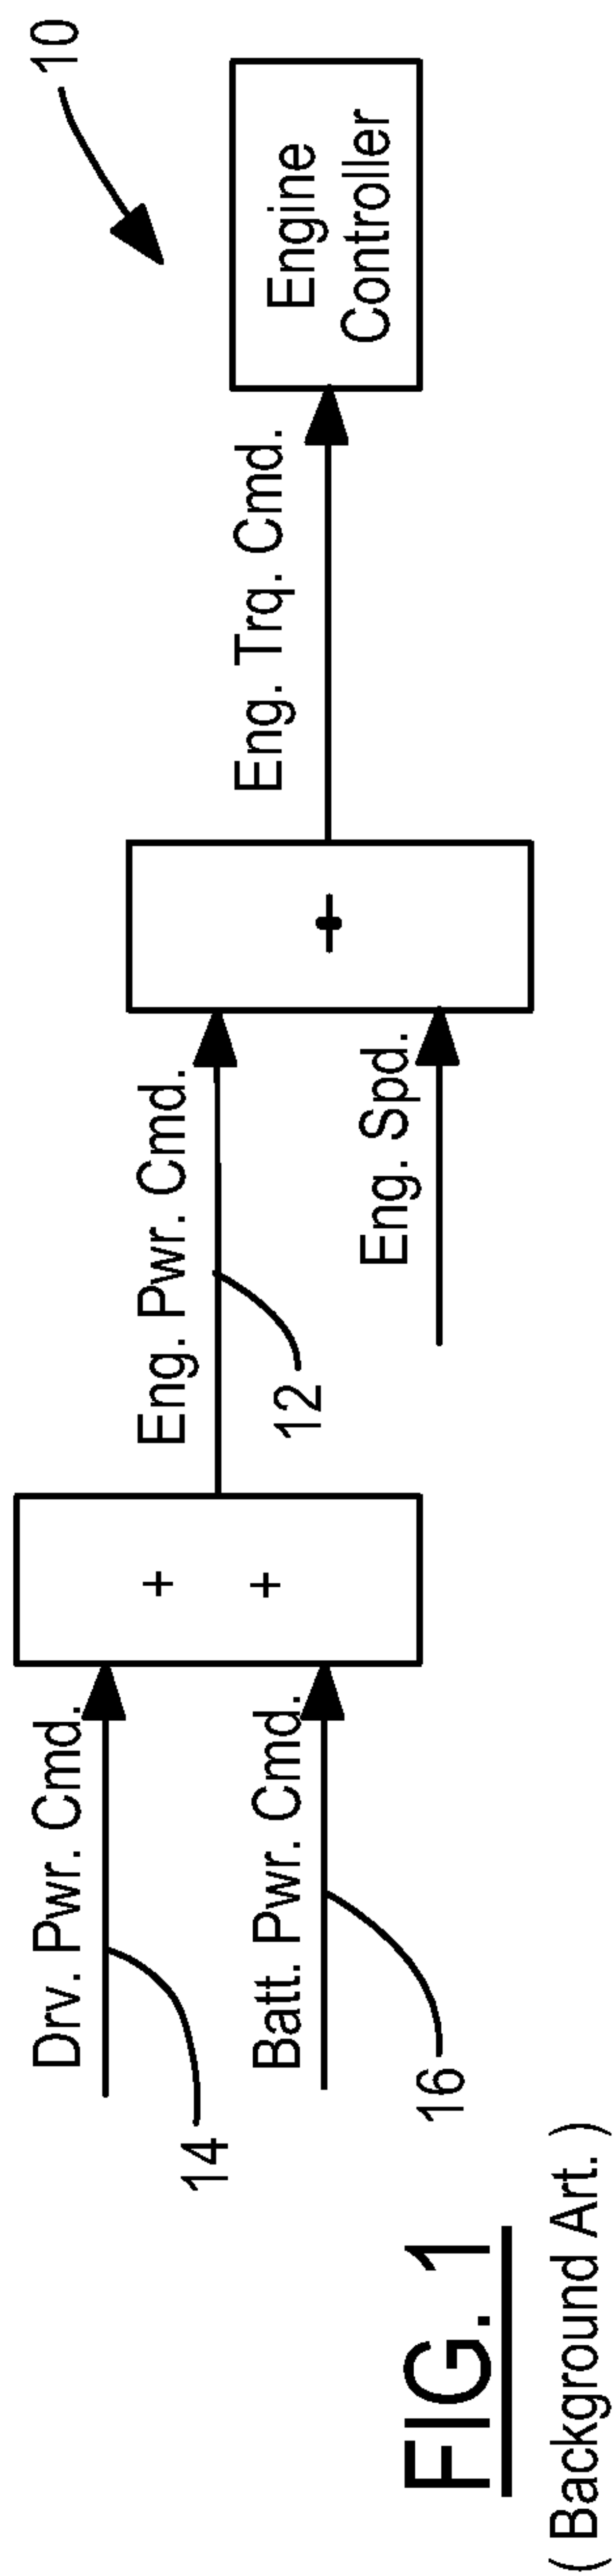 10
Drv. Pwr. Cmd.
14
Batt. Pwr. Cmd.
16
+
+
Eng. Pwr. Cmd.
12
Eng. Spd.
÷
Eng. Trq. Cmd.
Engine
Controller
FIG. 1
( Background Art. )